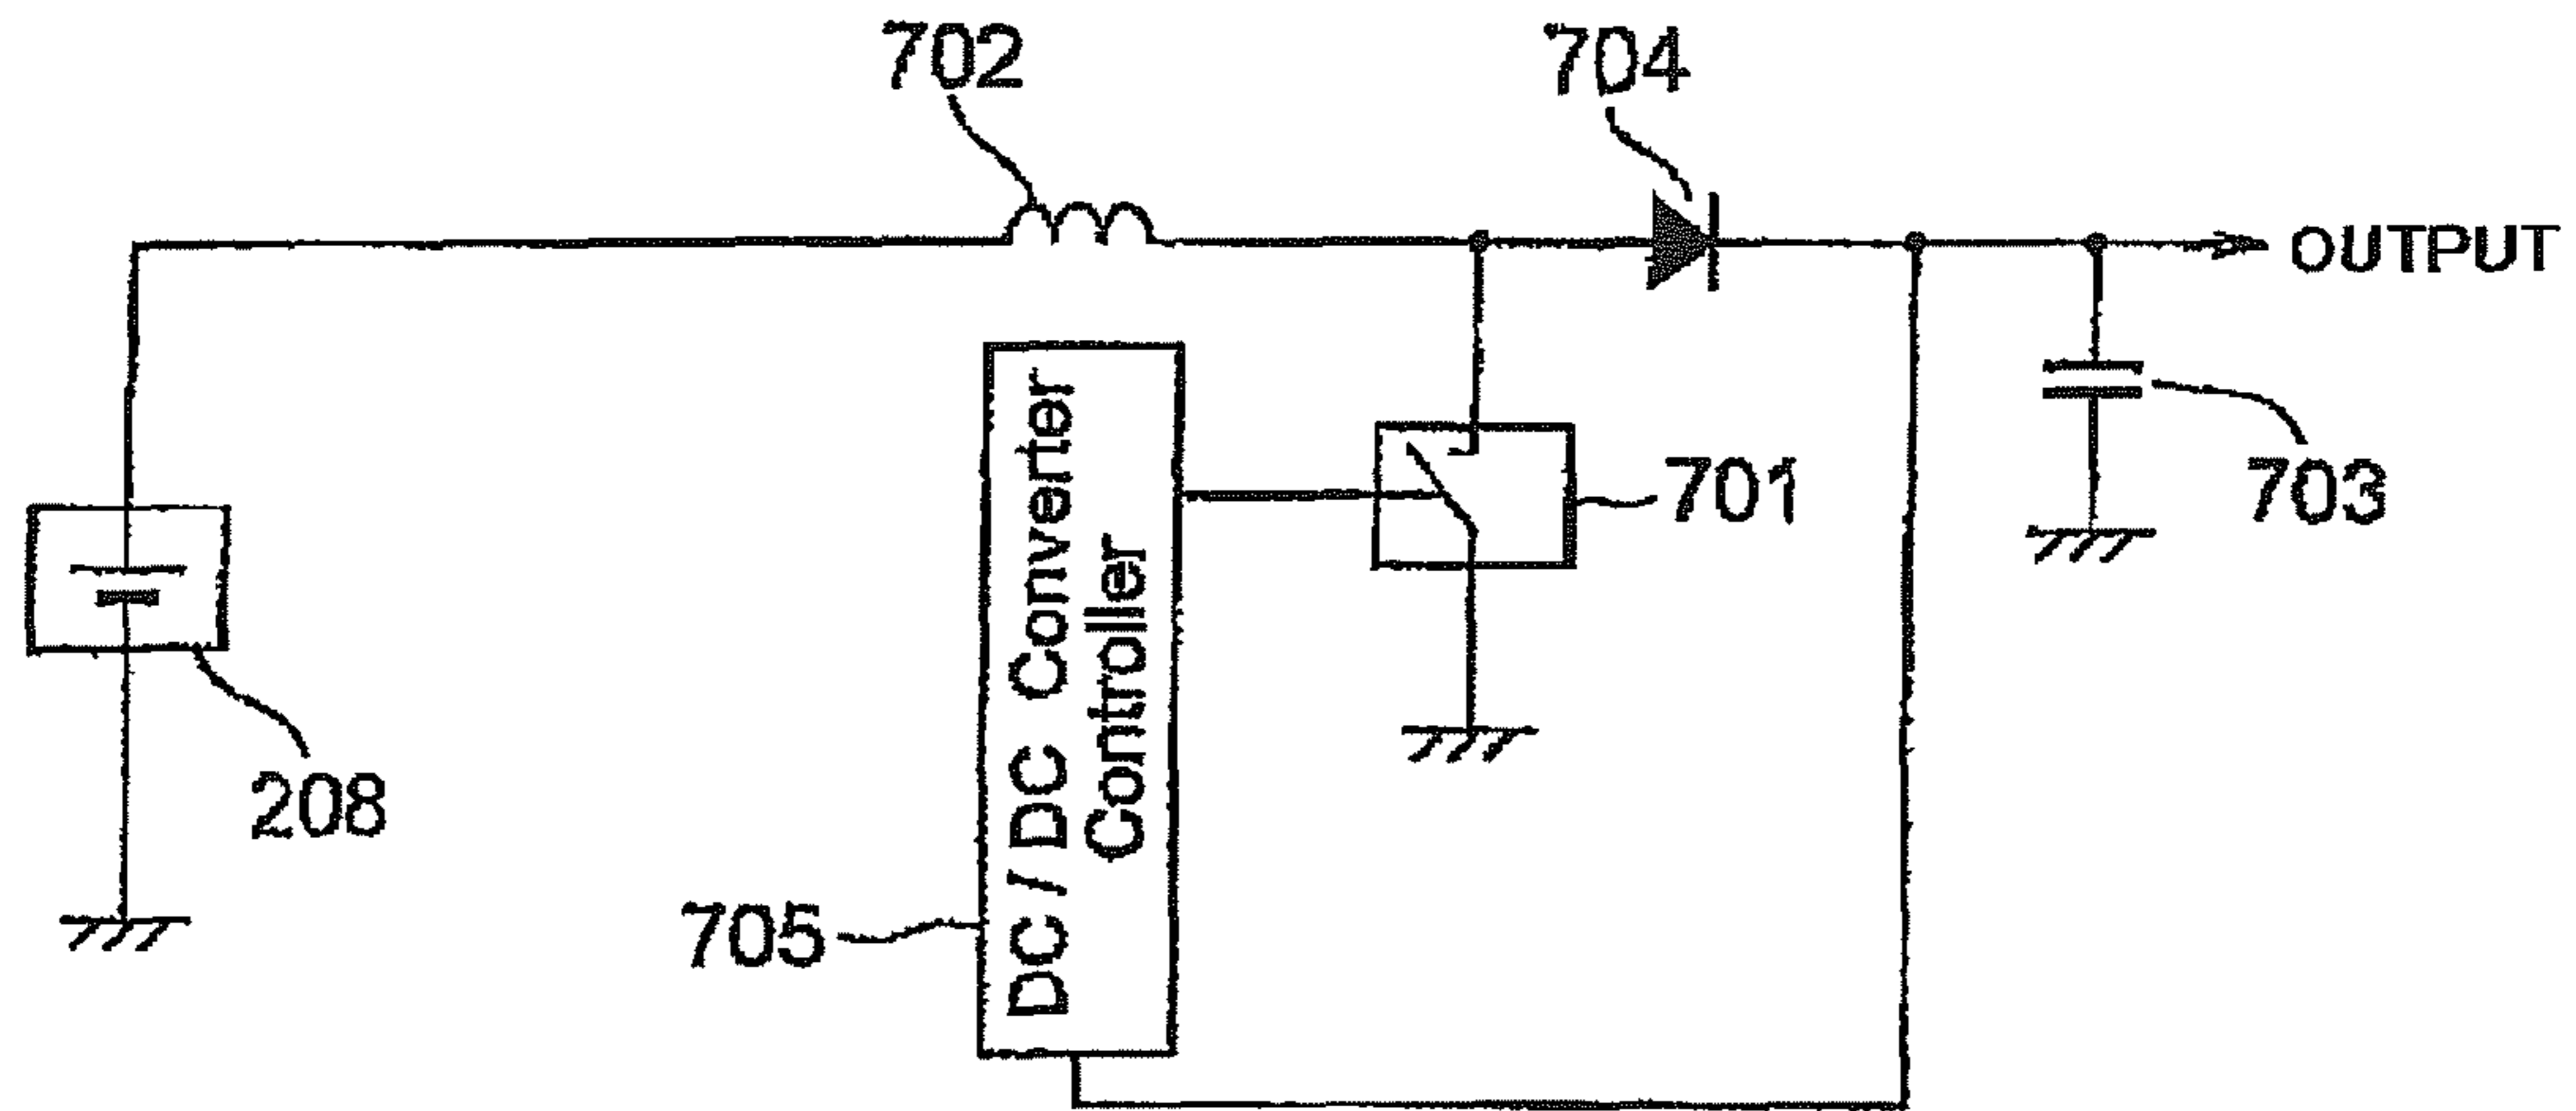 702
704
OUTPUT
DC/DC Converter
Controller
701
703
208
705